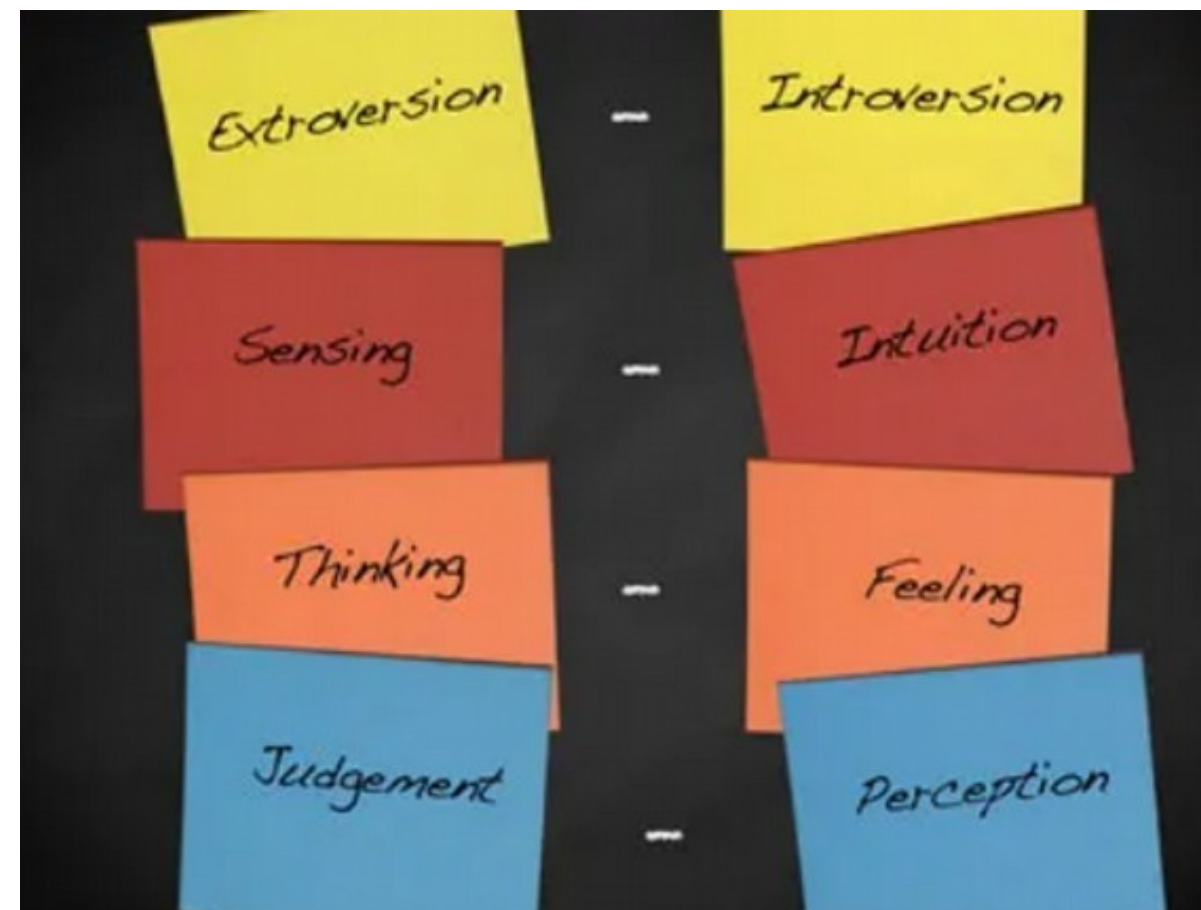 Extroversion - Introversion
Sensing - Intuition
Thinking - Feeling
Judgement - Perception